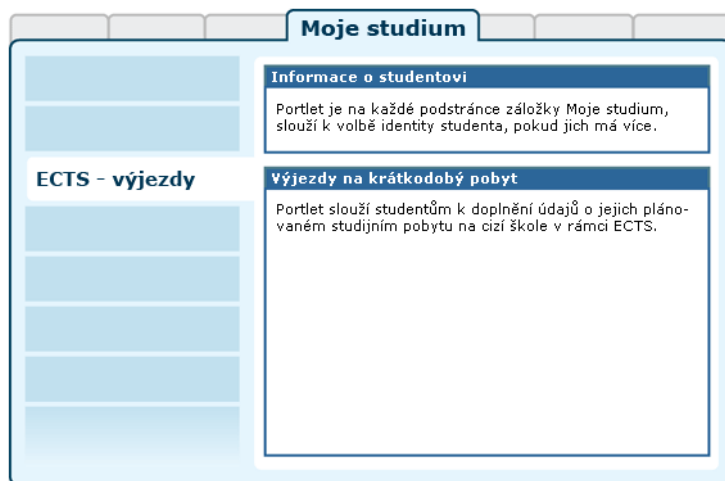 Moje studium
Informace o studentovi
Portlet je na každé podstránce záložky Moje studium,
slouží k volbě identity studenta, pokud jich má více.
ECTS - výjezdy
Výjezdy na krátkodobý pobyt
Portlet slouží studentům k doplnění údajů o jejich pláno-
vaném studijním pobytu na cizí škole v rámci ECTS.